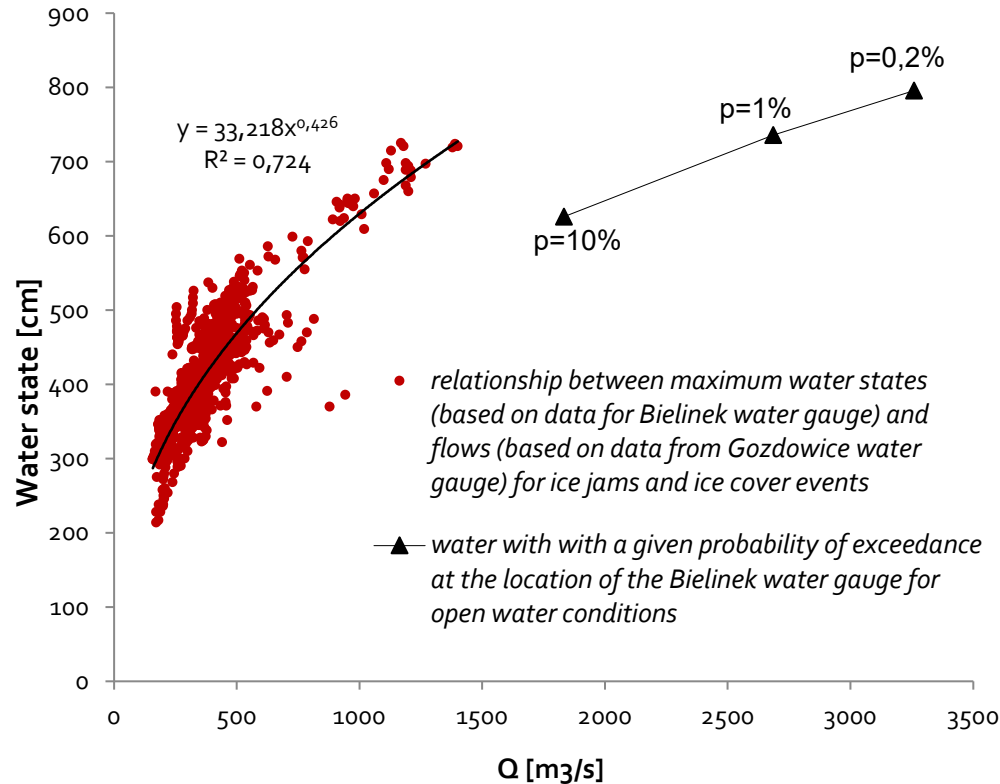 900
800
700
600
500
400
300
200
100
0
Water state [cm]
y = 33,218x^0,426
R² = 0,724
p=0,2%
p=1%
p=10%
relationship between maximum water states
(based on data for Bielinek water gauge) and
flows (based on data from Gozdowice water
gauge) for ice jams and ice cover events
water with with a given probability of exceedance
at the location of the Bielinek water gauge for
open water conditions
0 500 1000 1500 2000 2500 3000 3500
Q [m3/s]